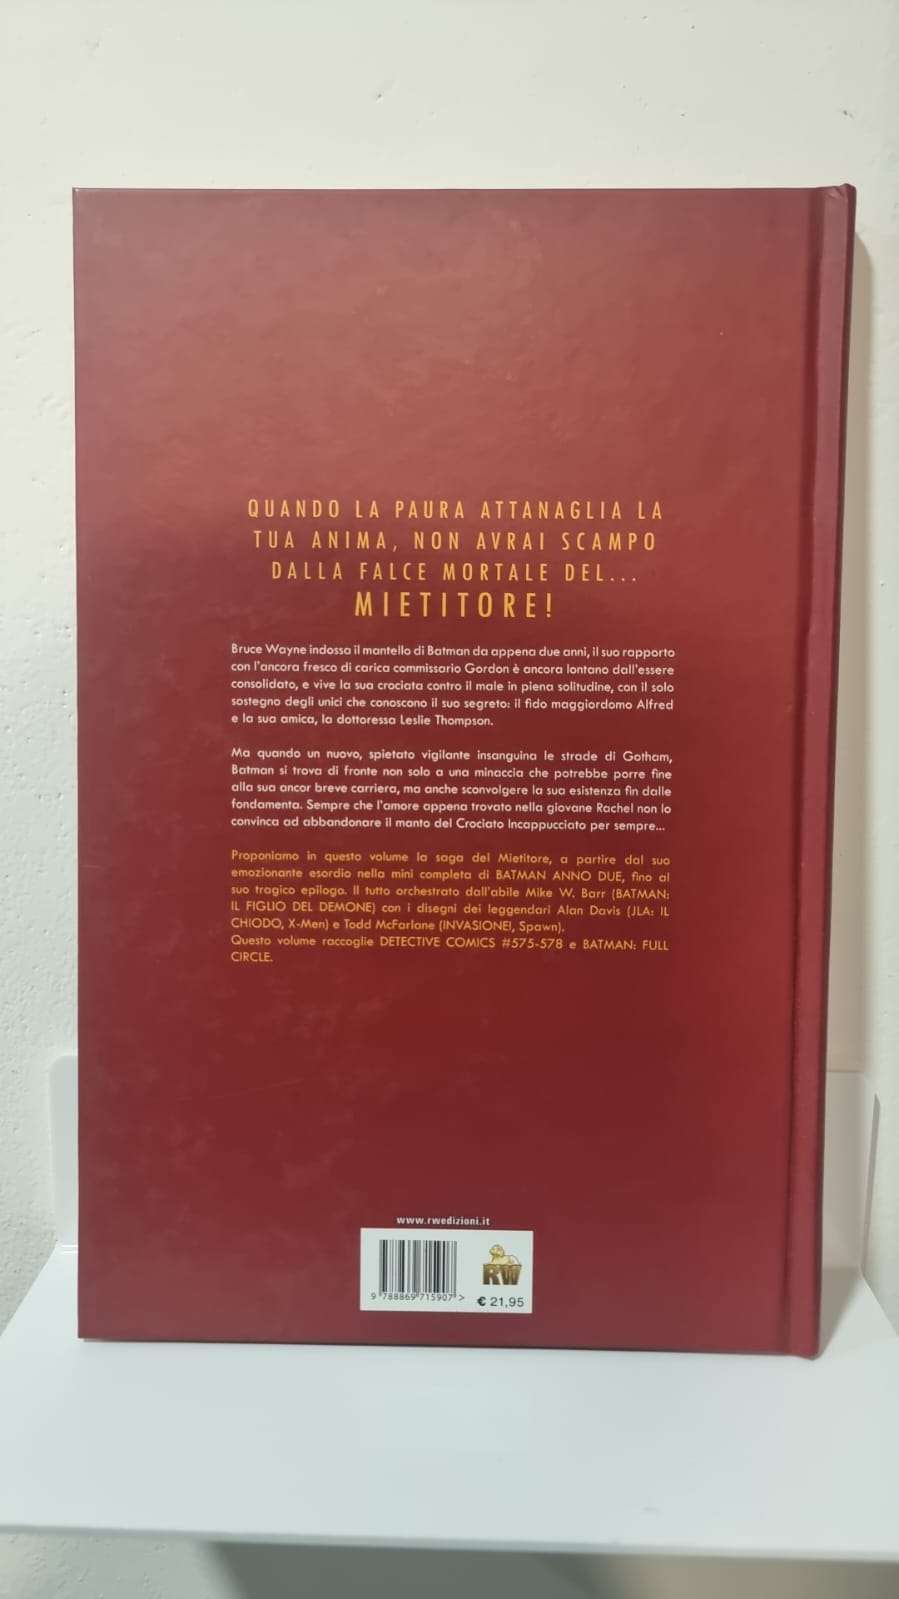 QUANDO LA PAURA ATTANAGLIA LA
TUA ANIMA, NON AVRAI SCAMPO
DALLA FALCE MORTALE DEL...
MIETITORE!
Bruce Wayne indossa il mantello di Batman da appena due anni, il suo rapporto
con l'ancora fresco di carica commissario Gordon è ancora lontano dall'essere
consolidato, e vive la sua crociata contro il male in piena solitudine, con il solo
sostegno degli unici che conoscono il suo segreto: il fido maggiordomo Alfred
e la sua amica, la dottoressa Leslie Thompson.
Ma quando un nuovo, spietato vigilante insanguina le strade di Gotham,
Batman si trova di fronte non solo a una minaccia che potrebbe porre fine
alla sua ancor breve carriera, ma anche sconvolgere la sua esistenza fin dalle
fondamenta. Sempre che l'amore appena trovato nella giovane Rachel non lo
convinca ad abbandonare il manto del Crociato Incappucciato per sempre...
Proponiamo in questo volume la saga del Mietitore, a partire dal suo
emozionante esordio nella mini completa di BATMAN ANNO DUE, fino al
suo tragico epilogo. Il tutto orchestrato dall'abile Mike W. Barr (BATMAN:
IL FIGLIO DEL DEMONE) con i disegni dei leggendari Alan Davis (JLA: IL
CHIODO, X-Men) e Todd McFarlane (INVASIONE!, Spawn).
Questo volume raccoglie DETECTIVE COMICS #575-578 e BATMAN: FULL
CIRCLE.
www.rwedizioni.it
RW
9 788869 715907 >
€ 21,95